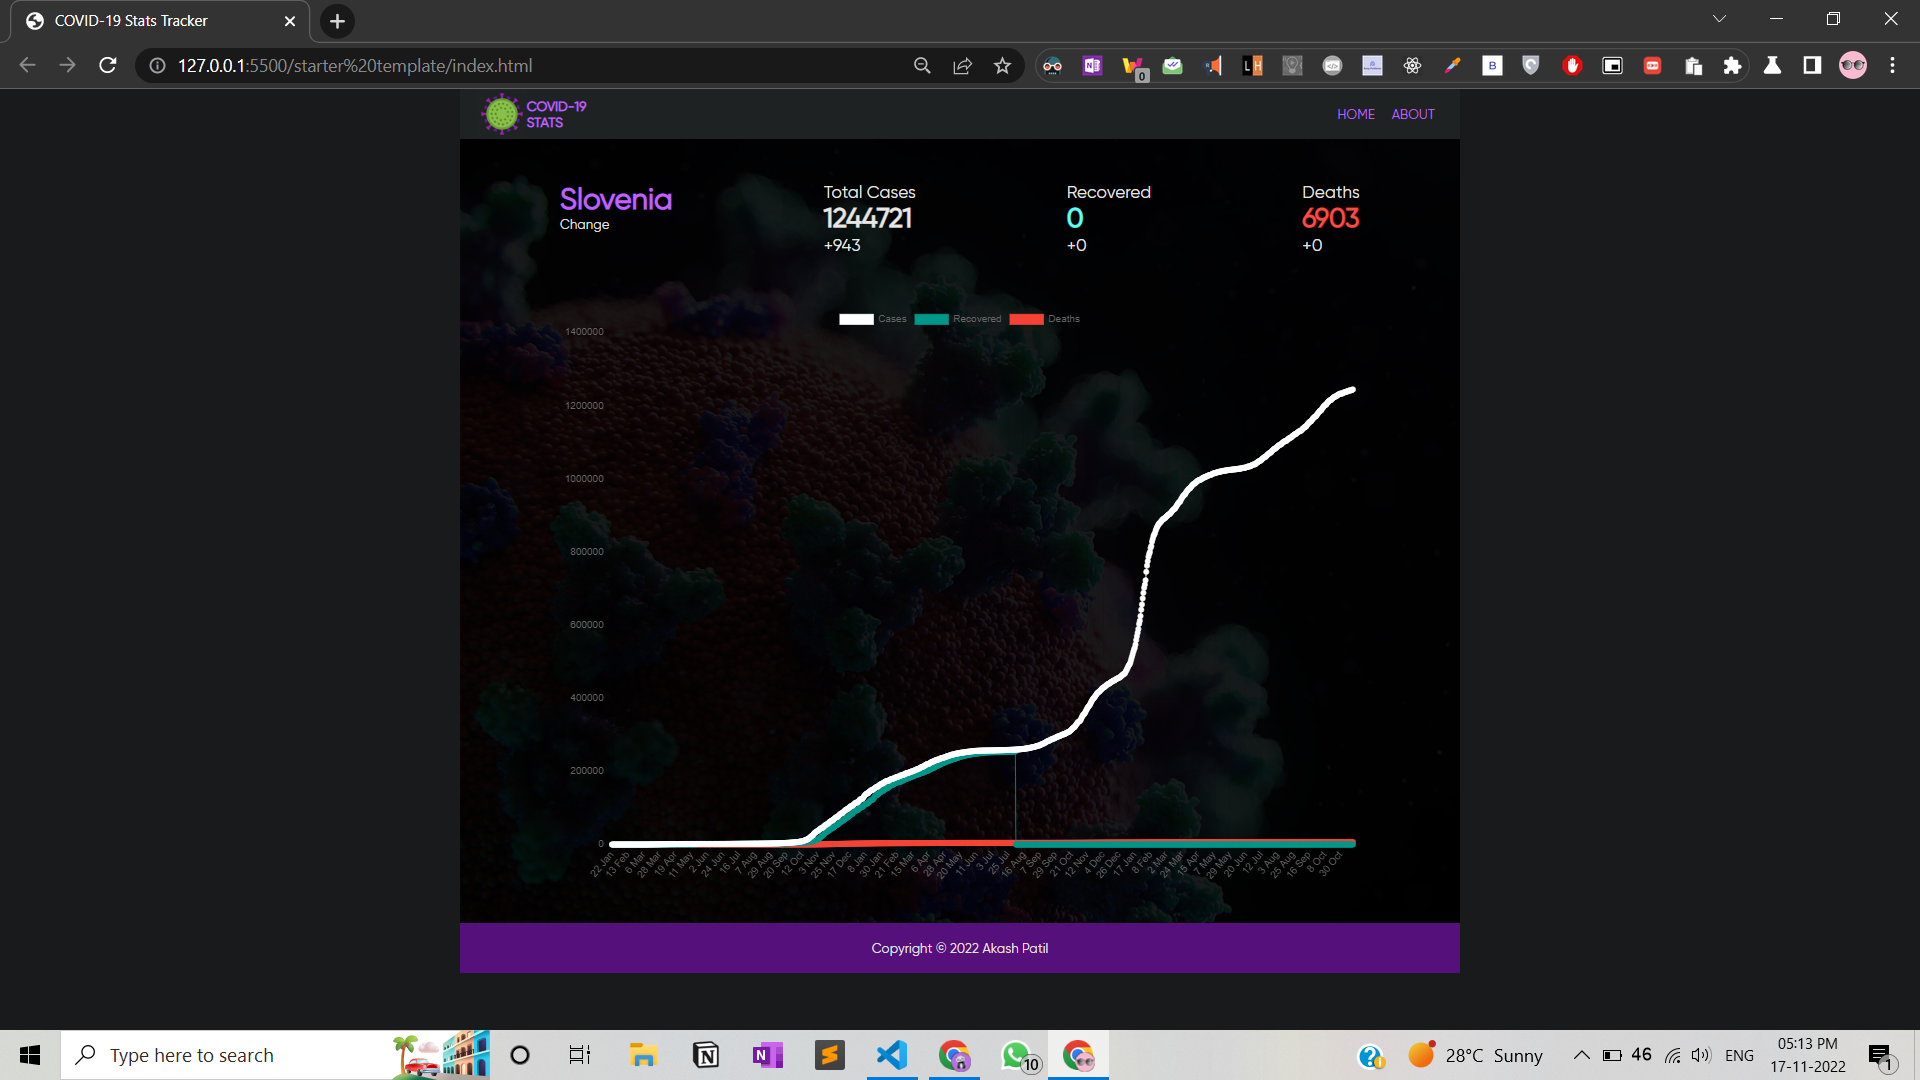 COVID-19 Stats Tracker
127.0.0.1:5500/starter%20template/index.html
COVID-19
STATS
HOME ABOUT
Slovenia
Change
Total Cases
1244721
+943
Recovered
0
+0
Deaths
6903
+0
Cases Recovered Deaths
1400000
1200000
1000000
800000
600000
400000
200000
0
22 Jan 13 Feb 6 Mar 28 Mar 19 Apr 11 May 2 Jun 24 Jun 16 Jul 7 Aug 29 Aug 20 Sep 12 Oct 3 Nov 25 Nov 17 Dec 8 Jan 30 Jan 21 Feb 15 Mar 6 Apr 28 Apr 20 May 11 Jun 3 Jul 25 Jul 16 Aug 7 Sep 29 Sep 21 Oct 12 Nov 4 Dec 26 Dec 17 Jan 8 Feb 2 Mar 24 Mar 15 Apr 7 May 29 May 20 Jun 12 Jul 3 Aug 25 Aug 16 Sep 8 Oct 30 Oct
Copyright © 2022 Akash Patil
Type here to search
10
28°C Sunny
46
ENG
05:13 PM
17-11-2022
1